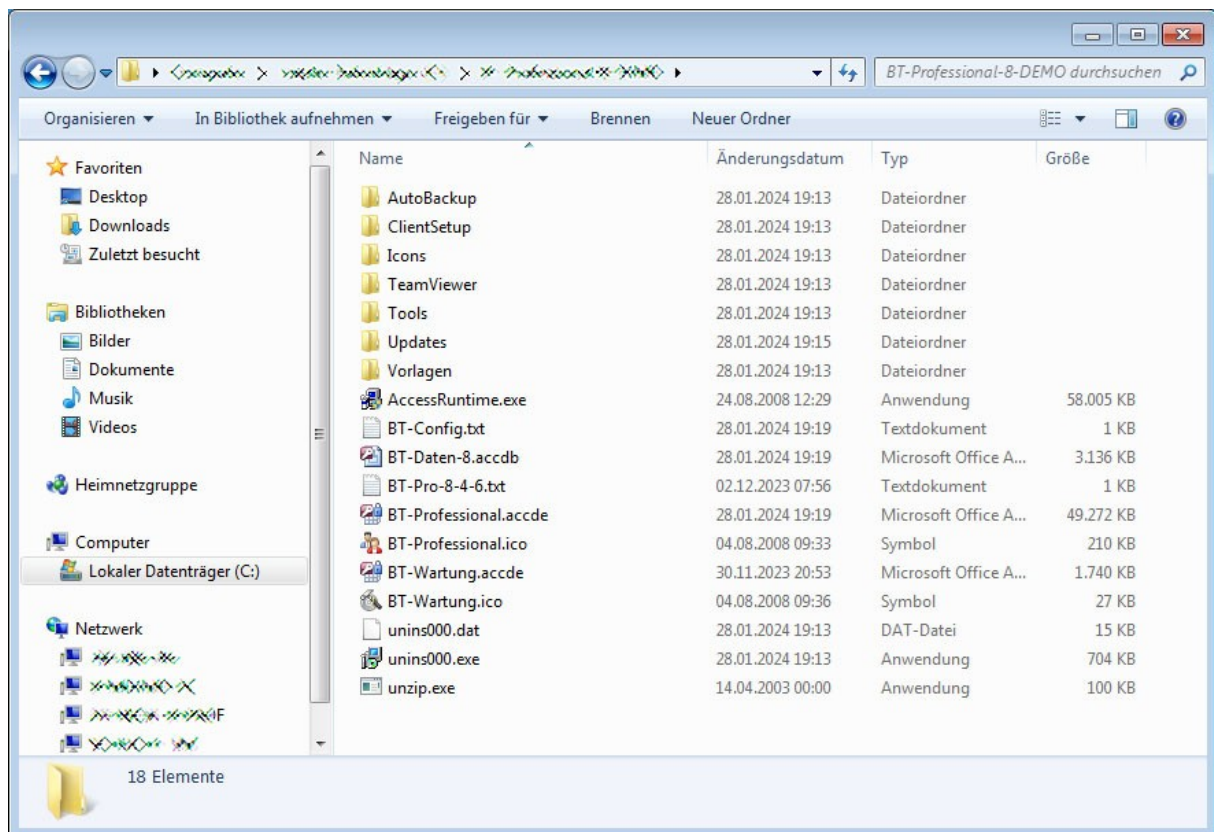 BT-Professional-8-DEMO durchsuchen
Organisieren In Bibliothek aufnehmen Freigeben für Brennen Neuer Ordner
Favoriten
Desktop
Downloads
Zuletzt besucht
Bibliotheken
Bilder
Dokumente
Musik
Videos
Heimnetzgruppe
Computer
Lokaler Datenträger (C:)
Netzwerk
Name Änderungsdatum Typ Größe
AutoBackup 28.01.2024 19:13 Dateiordner
ClientSetup 28.01.2024 19:13 Dateiordner
Icons 28.01.2024 19:13 Dateiordner
TeamViewer 28.01.2024 19:13 Dateiordner
Tools 28.01.2024 19:13 Dateiordner
Updates 28.01.2024 19:15 Dateiordner
Vorlagen 28.01.2024 19:13 Dateiordner
AccessRuntime.exe 24.08.2008 12:29 Anwendung 58.005 KB
BT-Config.txt 28.01.2024 19:19 Textdokument 1 KB
BT-Daten-8.accdb 28.01.2024 19:19 Microsoft Office A... 3.136 KB
BT-Pro-8-4-6.txt 02.12.2023 07:56 Textdokument 1 KB
BT-Professional.accde 28.01.2024 19:19 Microsoft Office A... 49.272 KB
BT-Professional.ico 04.08.2008 09:33 Symbol 210 KB
BT-Wartung.accde 30.11.2023 20:53 Microsoft Office A... 1.740 KB
BT-Wartung.ico 04.08.2008 09:36 Symbol 27 KB
unins000.dat 28.01.2024 19:13 DAT-Datei 15 KB
unins000.exe 28.01.2024 19:13 Anwendung 704 KB
unzip.exe 14.04.2003 00:00 Anwendung 100 KB
18 Elemente